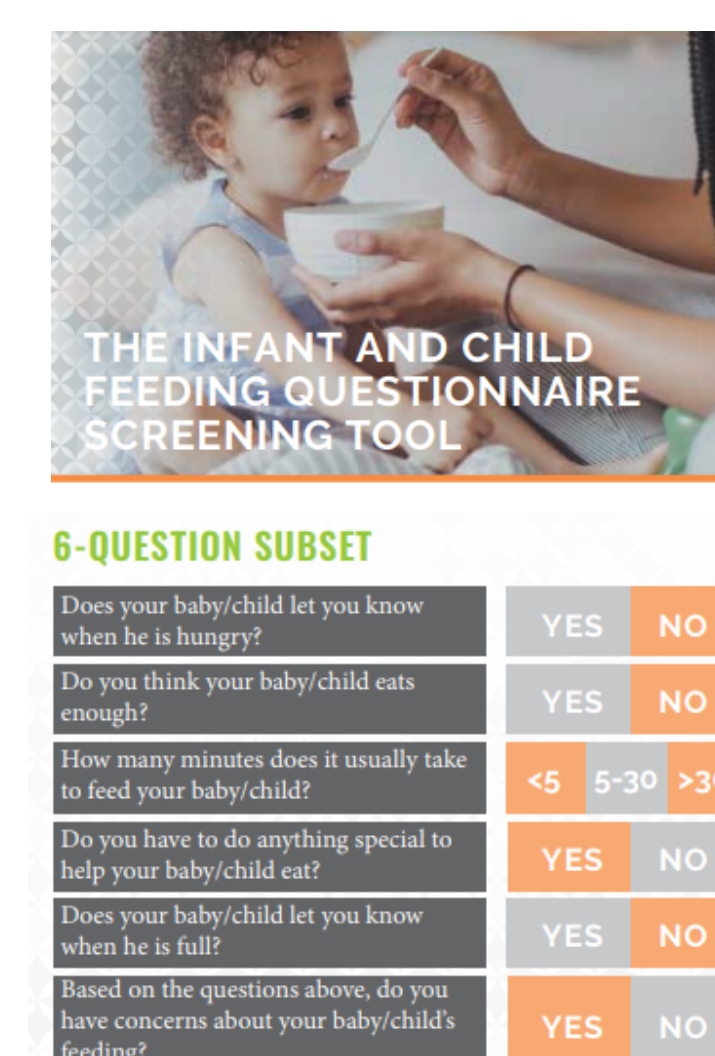 THE INFANT AND CHILD
FEEDING QUESTIONNAIRE
SCREENING TOOL
6-QUESTION SUBSET
Does your baby/child let you know
when he is hungry?
YES NO
Do you think your baby/child eats
enough?
YES NO
How many minutes does it usually take
to feed your baby/child?
<5 5-30 >30
Do you have to do anything special to
help your baby/child eat?
YES NO
Does your baby/child let you know
when he is full?
YES NO
Based on the questions above, do you
have concerns about your baby/child's
feeding?
YES NO